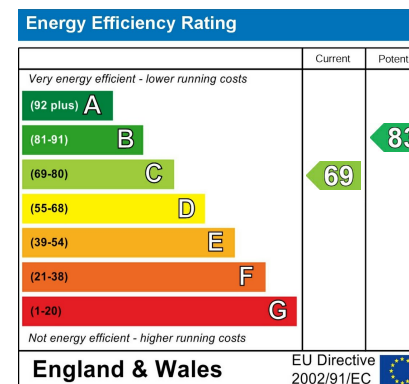 Energy Efficiency Rating
Current Potent
Very energy efficient - lower running costs
(92 plus) A
(81-91) B
83
(69-80) C
69
(55-68) D
(39-54) E
(21-38) F
(1-20) G
Not energy efficient - higher running costs
England & Wales
EU Directive
2002/91/EC